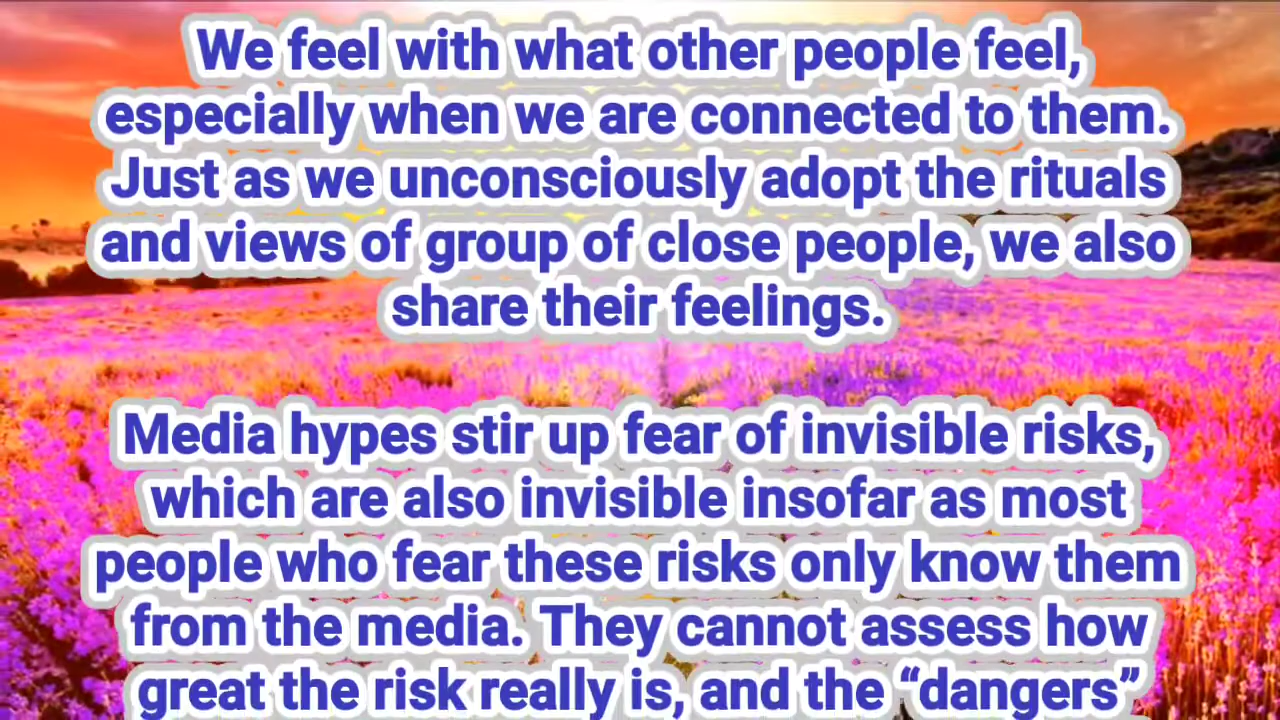 We feel with what other people feel,
especially when we are connected to them.
Just as we unconsciously adopt the rituals
and views of group of close people, we also
share their feelings.
Media hypes stir up fear of invisible risks,
which are also invisible insofar as most
people who fear these risks only know them
from the media. They cannot assess how
great the risk really is, and the “dangers”